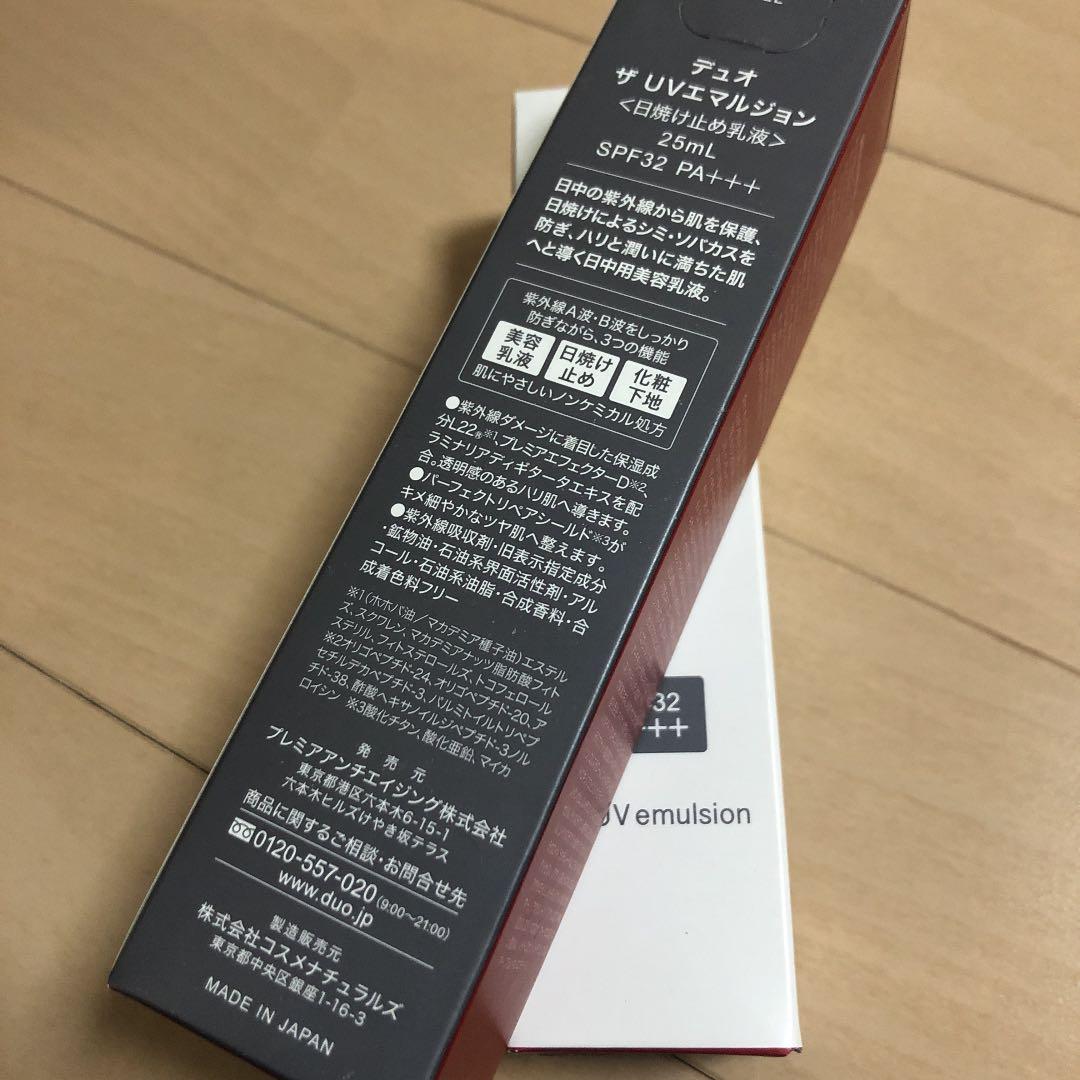 デュオ
ザ UVエマルジョン
<日焼け止め乳液>
25mL
SPF32 PA+++
日中の紫外線から肌を保護、
日焼けによるシミ・ソバカスを
防ぎ、ハリと潤いに満ちた肌
へと導く日中用美容乳液。
紫外線A波・B波をしっかり
防ぎながら、3つの機能
美容
乳液
日焼け
止め
化粧
下地
肌にやさしいノンケミカル処方
●紫外線ダメージに着目した保湿成
分L22®※1、プレミアエフェクターD※2、
ラミナリアディギタータエキスを配
合。透明感のあるハリ肌へ導きます。
●パーフェクトリペアシールド※3が
キメ細やかなツヤ肌へ整えます。
●紫外線吸収剤・旧表示指定成分
・鉱物油・石油系界面活性剤・アル
コール・石油系油脂・合成香料・合
成着色料フリー
※1(ホホバ油/マカデミア種子油)エステル
ズ、スクワレン、マカデミアナッツ脂肪酸フィト
ステリル、フィトステロールズ、トコフェロール
※2オリゴペプチド-24、オリゴペプチド-20、ア
セチルデカペプチド-3、パルミトイルトリペプ
チド-38、酢酸ヘキサノイルジペプチド-3ノル
ロイシン ※3酸化チタン、酸化亜鉛、マイカ
発売元
プレミアアンチエイジング株式会社
東京都港区六本木6-15-1
六本木ヒルズけやき坂テラス
商品に関するご相談・お問合せ先
0120-557-020(9:00~21:00)
www.duo.jp
製造販売元
株式会社コスメナチュラルズ
東京都中央区銀座1-16-3
MADE IN JAPAN
32
++
UV emulsion